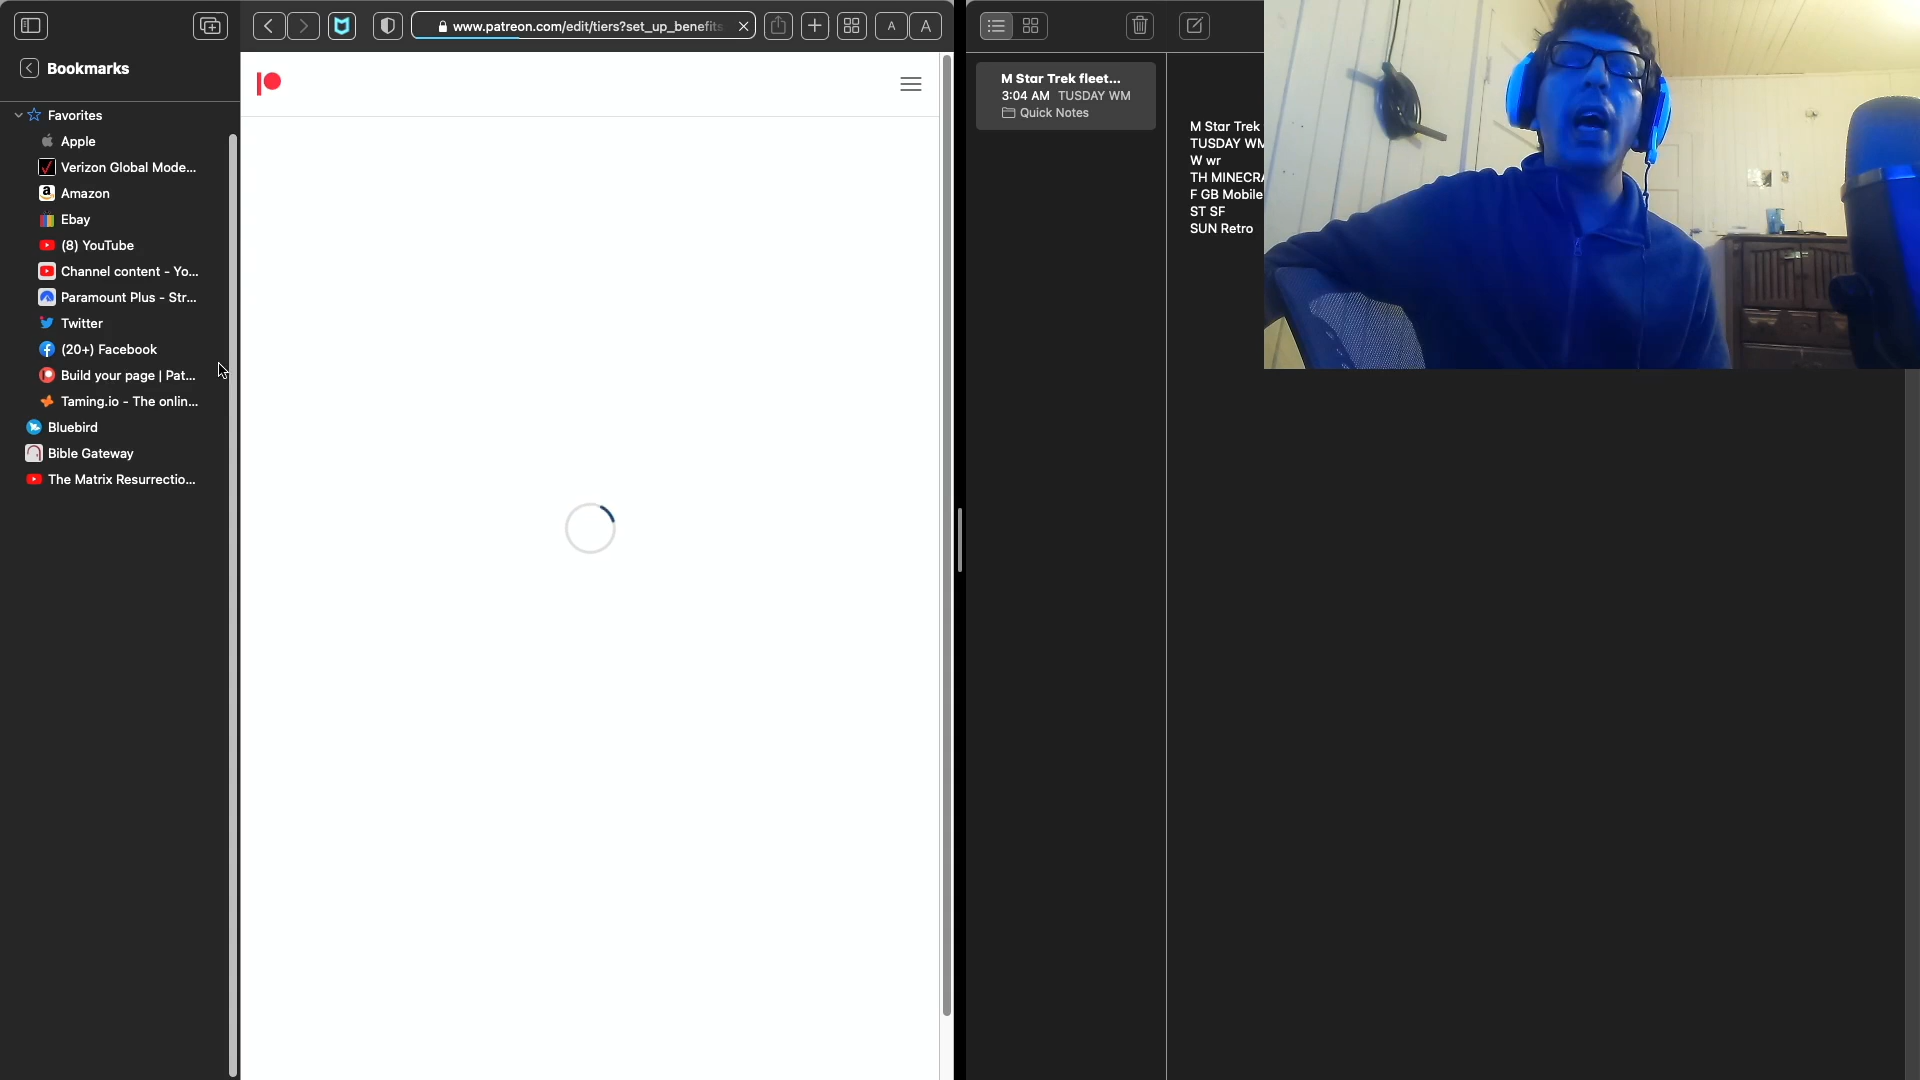 www.patreon.com/edit/tiers?set_up_benefits
A
A
Bookmarks
Favorites
Apple
Verizon Global Mode...
Amazon
Ebay
(8) YouTube
Channel content - Yo...
Paramount Plus - Str...
Twitter
(20+) Facebook
Build your page | Pat...
Taming.io - The onlin...
Bluebird
Bible Gateway
The Matrix Resurrectio...
M Star Trek fleet...
3:04 AM TUSDAY WM
Quick Notes
M Star Trek
TUSDAY WM
W wr
TH MINECRA
F GB Mobile
ST SF
SUN Retro